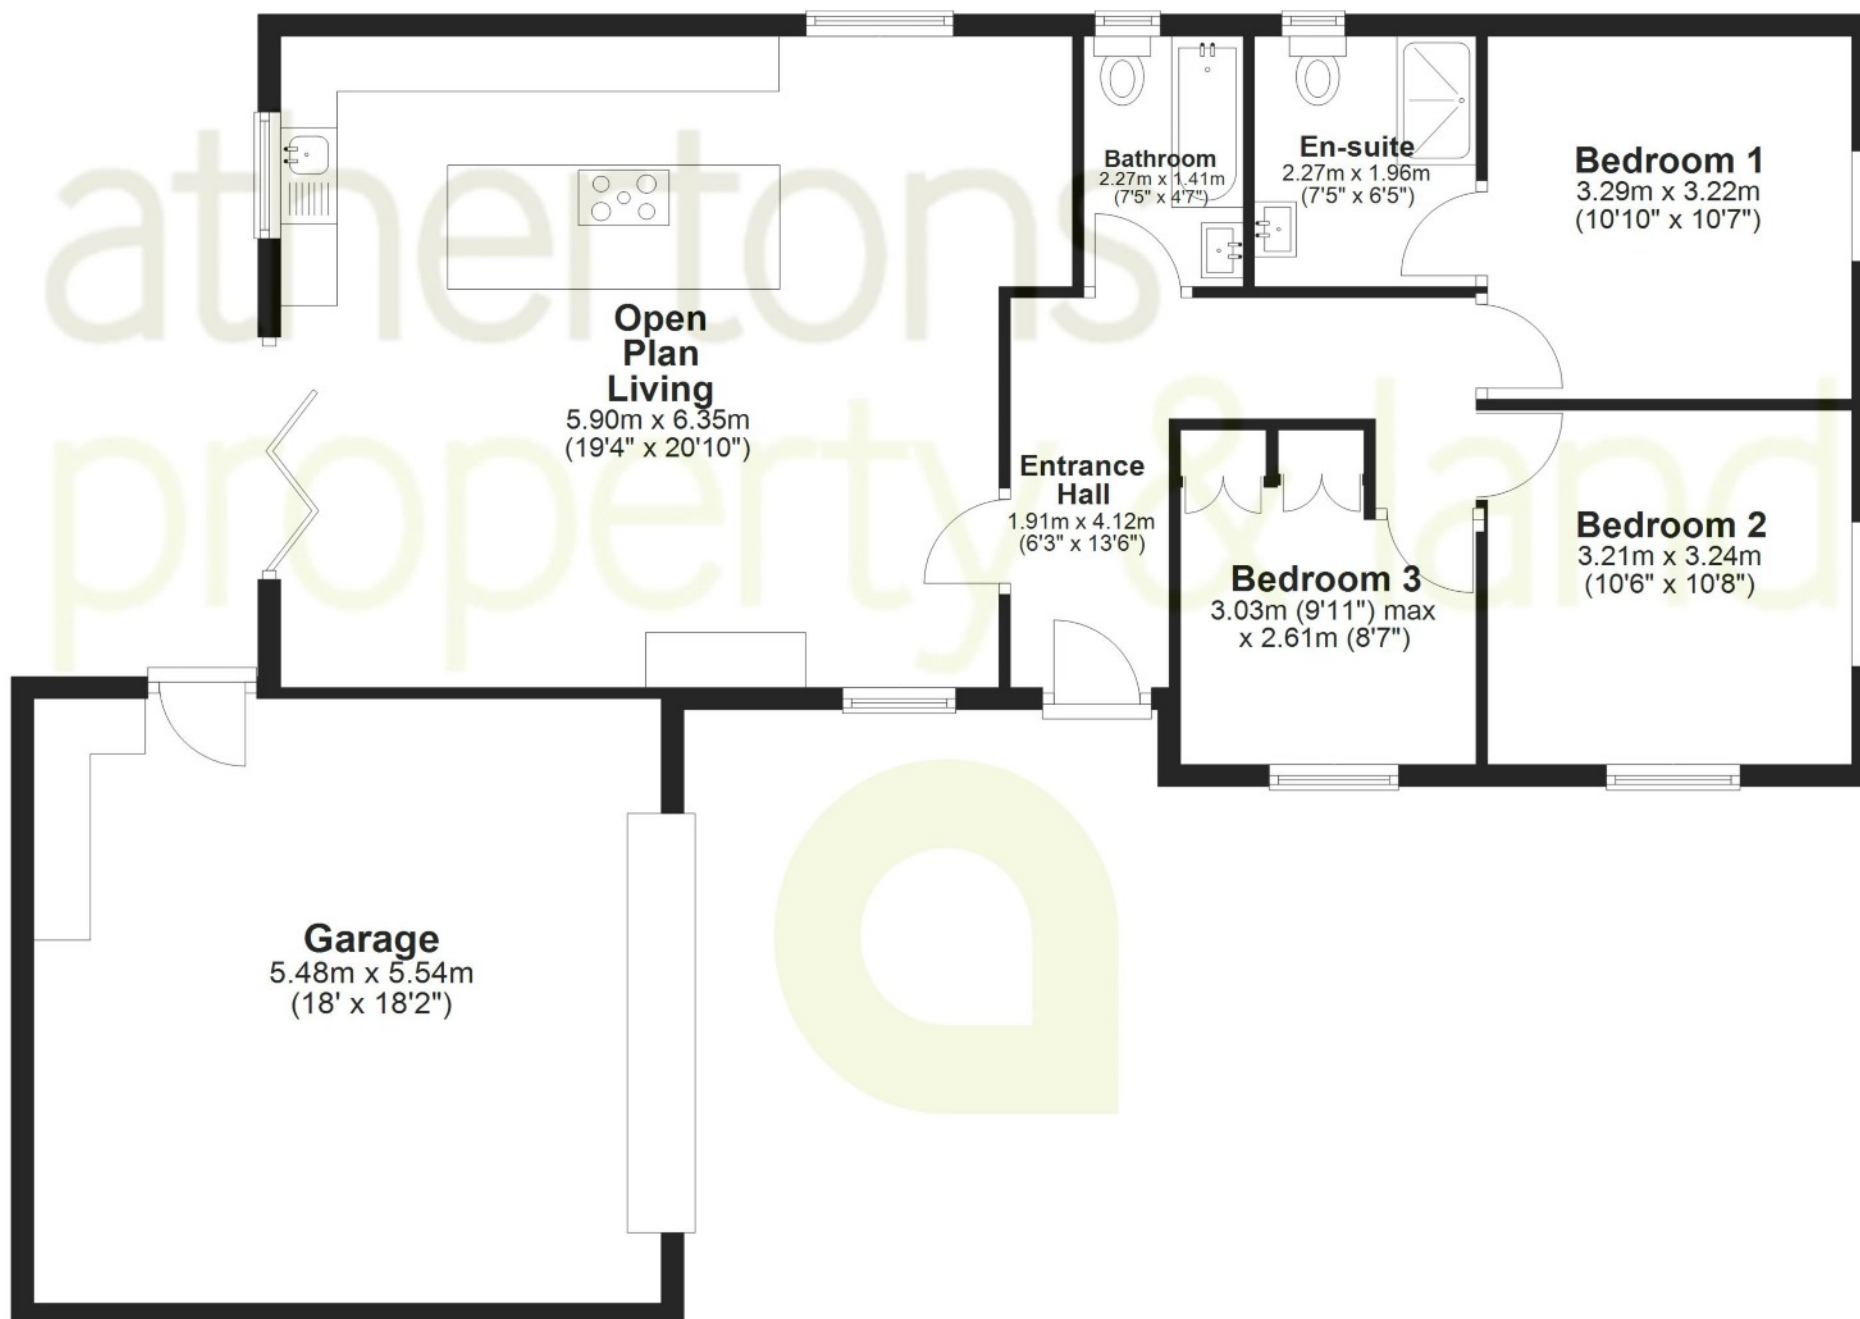 athertons
property & land
Open
Plan
Living
5.90m x 6.35m
(19'4" x 20'10")
Bathroom
2.27m x 1.41m
(7'5" x 4'7")
En-suite
2.27m x 1.96m
(7'5" x 6'5")
Bedroom 1
3.29m x 3.22m
(10'10" x 10'7")
Entrance
Hall
1.91m x 4.12m
(6'3" x 13'6")
Bedroom 3
3.03m (9'11") max
x 2.61m (8'7")
Bedroom 2
3.21m x 3.24m
(10'6" x 10'8")
Garage
5.48m x 5.54m
(18' x 18'2")